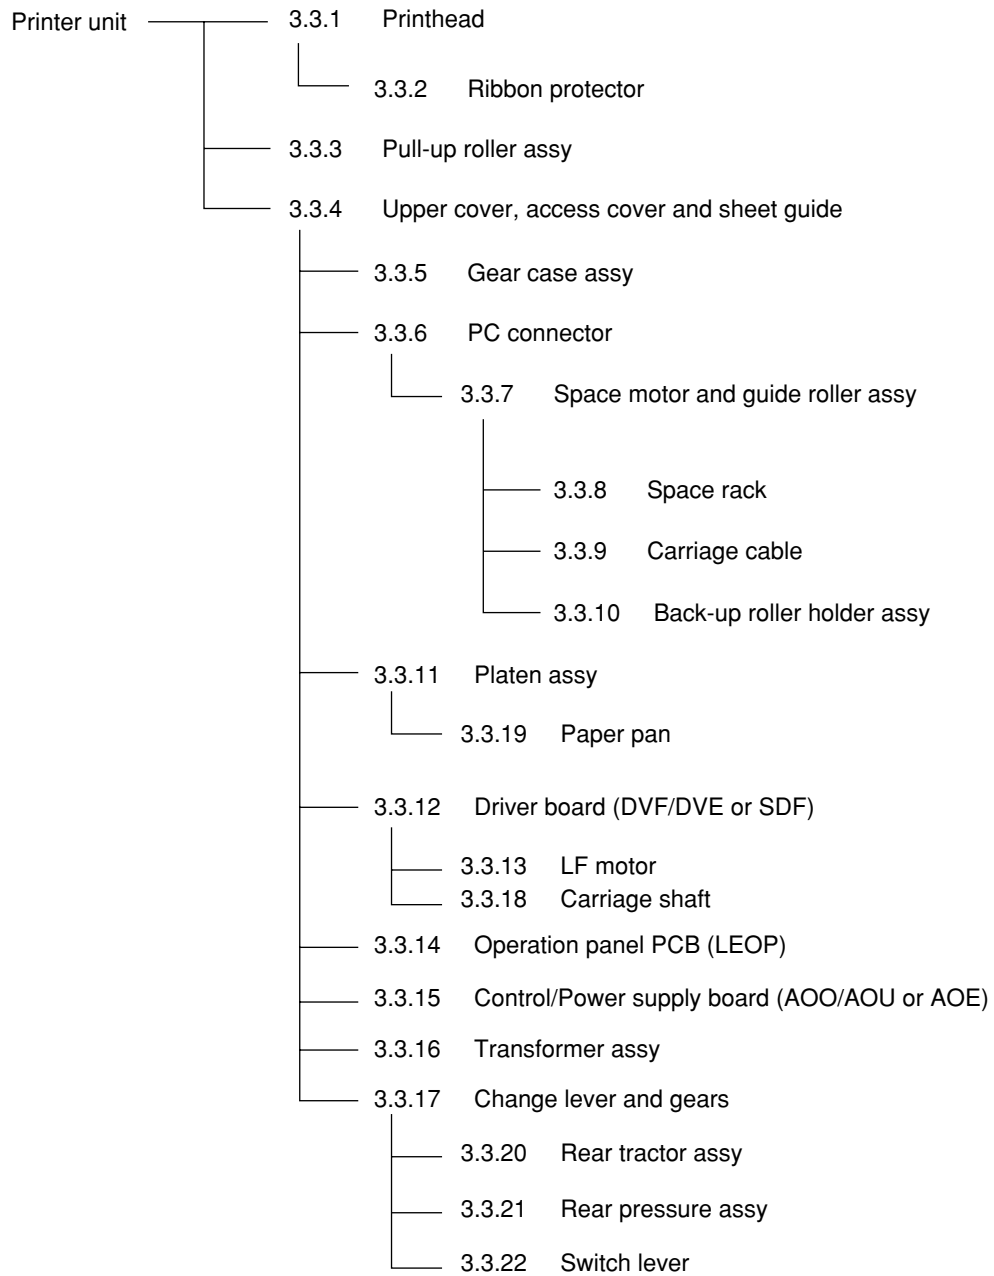 Printer unit 3.3.1 Printhead
3.3.2 Ribbon protector
3.3.3 Pull-up roller assy
3.3.4 Upper cover, access cover and sheet guide
3.3.5 Gear case assy
3.3.6 PC connector
3.3.7 Space motor and guide roller assy
3.3.8 Space rack
3.3.9 Carriage cable
3.3.10 Back-up roller holder assy
3.3.11 Platen assy
3.3.19 Paper pan
3.3.12 Driver board (DVF/DVE or SDF)
3.3.13 LF motor
3.3.18 Carriage shaft
3.3.14 Operation panel PCB (LEOP)
3.3.15 Control/Power supply board (AOO/AOU or AOE)
3.3.16 Transformer assy
3.3.17 Change lever and gears
3.3.20 Rear tractor assy
3.3.21 Rear pressure assy
3.3.22 Switch lever